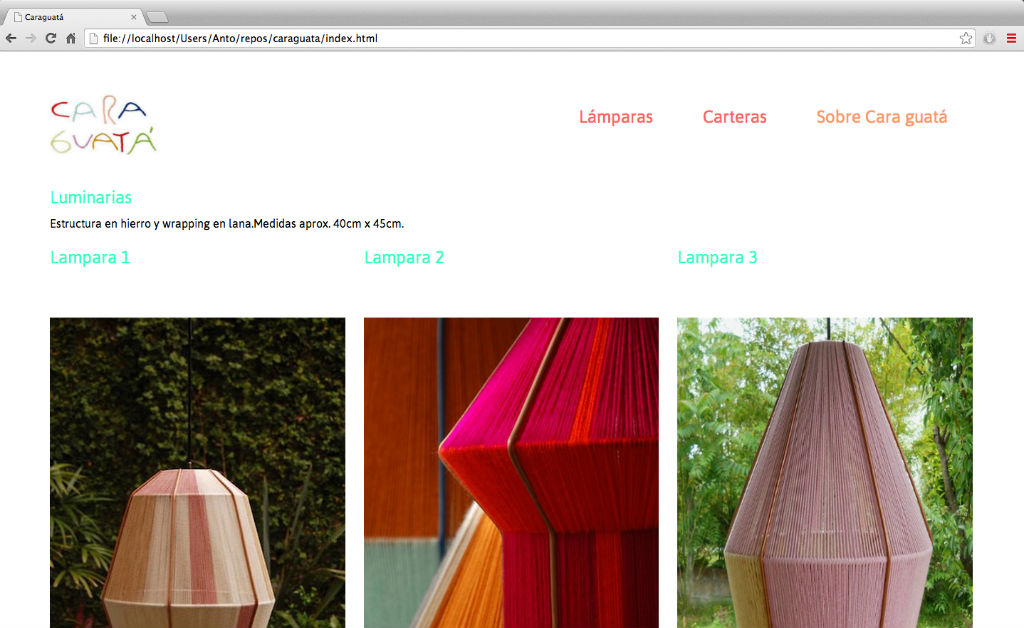 Caraguatá
file://localhost/Users/Anto/repos/caraguata/index.html
CARA
GUATÁ
Lámparas Carteras Sobre Cara guatá
Luminarias
Estructura en hierro y wrapping en lana.Medidas aprox. 40cm x 45cm.
Lampara 1 Lampara 2 Lampara 3